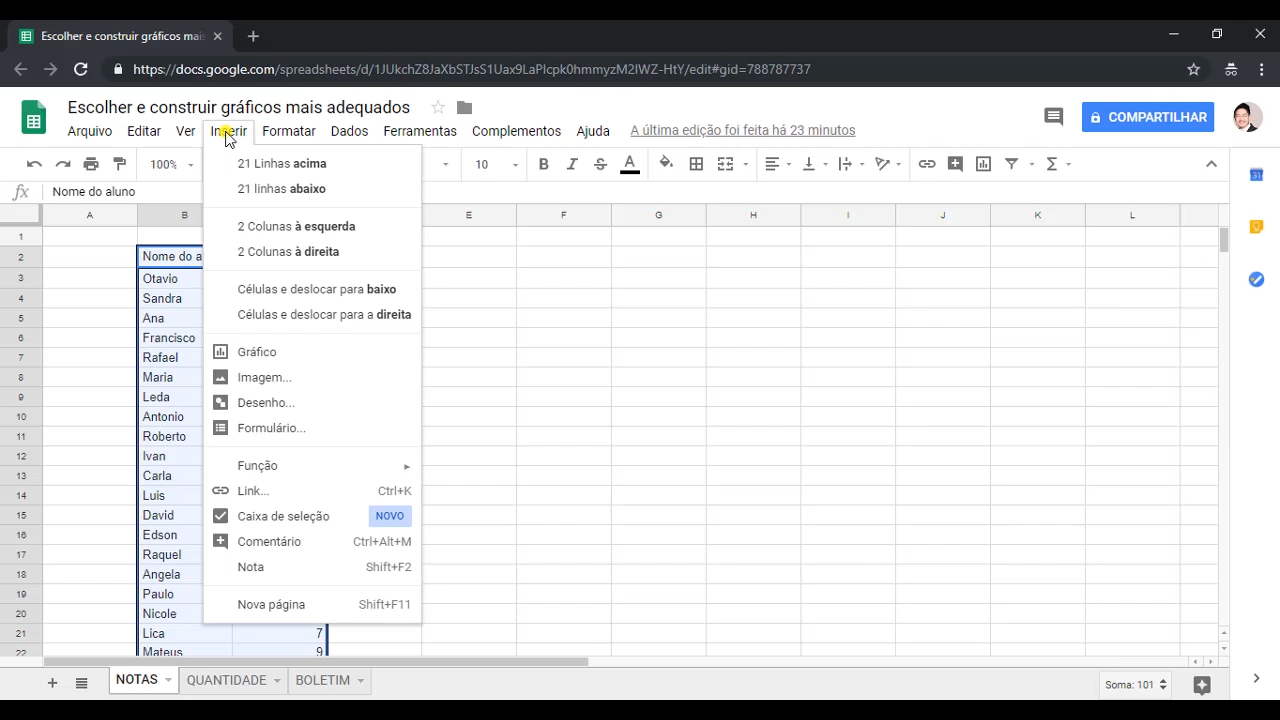 Escolher e construir gráficos mais
https://docs.google.com/spreadsheets/d/1JUkchZ8JaXbSTJsS1Uax9LaPIcpk0hmmyzM2IWZ-HtY/edit#gid=788787737
Escolher e construir gráficos mais adequados
Arquivo Editar Ver Inserir Formatar Dados Ferramentas Complementos Ajuda A última edição foi feita há 23 minutos
COMPARTILHAR
100% 10 B I S A
fx Nome do aluno
A B E F G H I J K L
1
2 Nome do a
3 Otavio
4 Sandra
5 Ana
6 Francisco
7 Rafael
8 Maria
9 Leda
10 Antonio
11 Roberto
12 Ivan
13 Carla
14 Luis
15 David
16 Edson
17 Raquel
18 Angela
19 Paulo
20 Nicole
21 Lica 7
22 Mateus 9
21 Linhas acima
21 linhas abaixo
2 Colunas à esquerda
2 Colunas à direita
Células e deslocar para baixo
Células e deslocar para a direita
Gráfico
Imagem...
Desenho...
Formulário...
Função
Link... Ctrl+K
Caixa de seleção NOVO
Comentário Ctrl+Alt+M
Nota Shift+F2
Nova página Shift+F11
NOTAS QUANTIDADE BOLETIM
Soma: 101